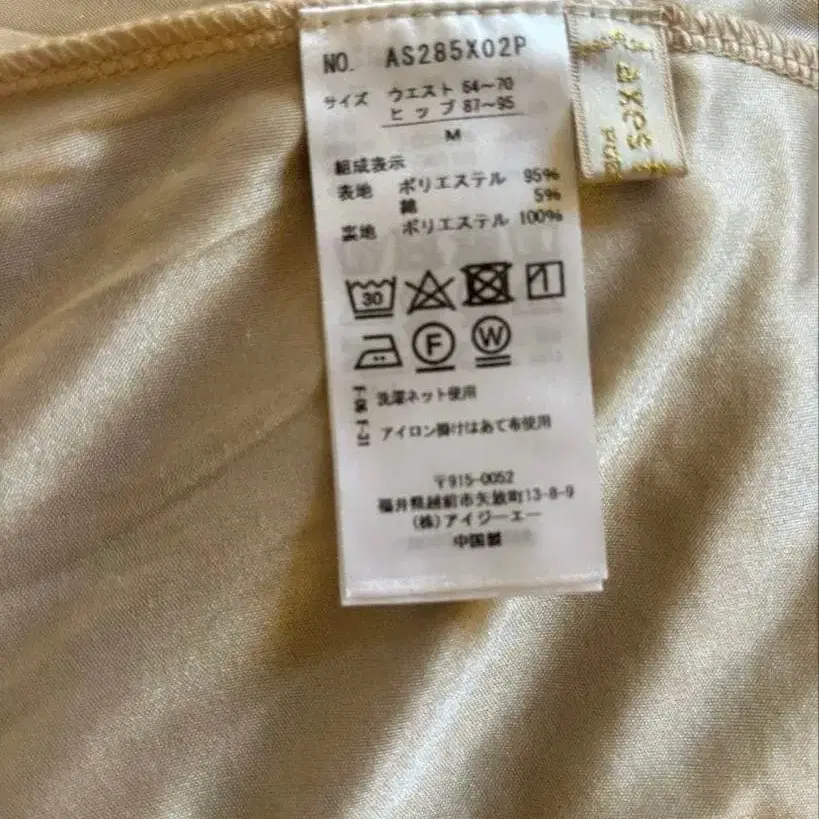 NO. AS285X02P
サイズ ウエスト 64~70
ヒップ 87~95
M
組成表示
表地 ポリエステル 95%
綿 5%
裏地 ポリエステル 100%
30
F
W
F-06 洗濯ネット使用
F-31 アイロン掛けはあて布使用
〒915-0052
福井県越前市矢放町13-8-9
(株)アイジーエー
中国製
axes